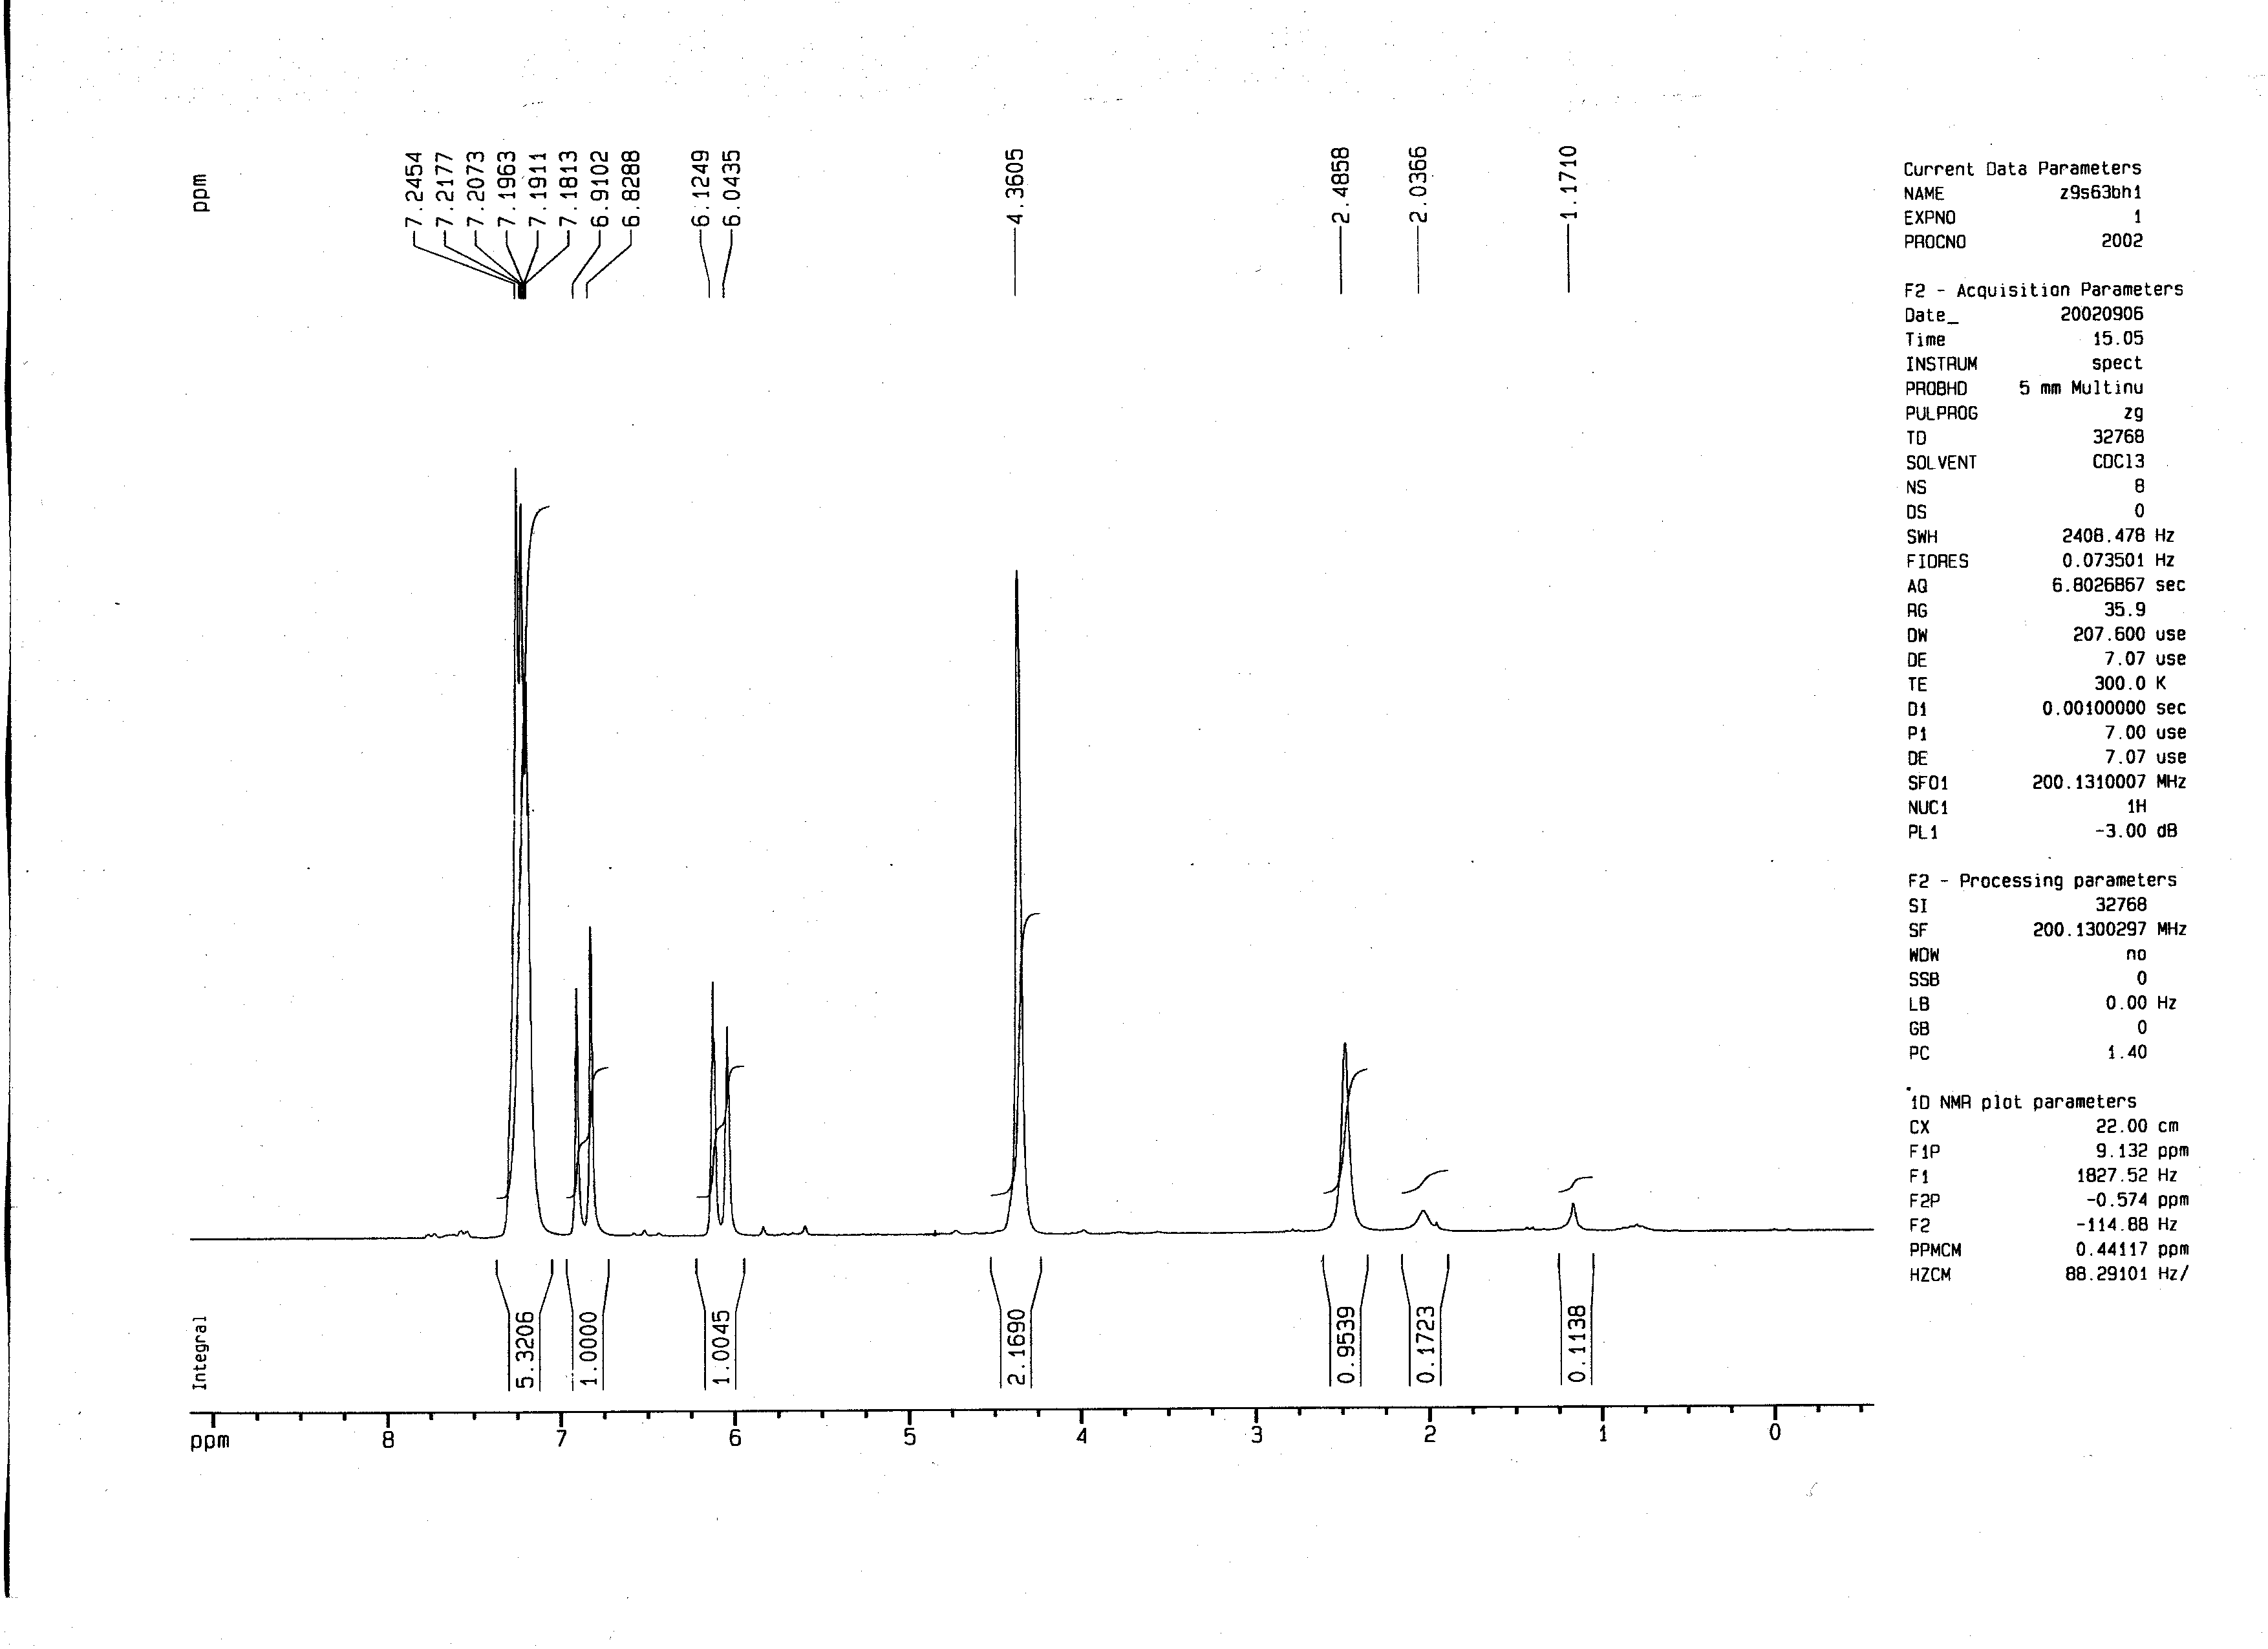 ppm
7.2454
7.2177
7.2073
7.1963
7.1911
7.1813
6.9102
6.8288
6.1249
6.0435
4.3605
2.4858
2.0366
1.1710
Current Data Parameters
NAME z9s63bh1
EXPNO 1
PROCNO 2002
F2 - Acquisition Parameters
Date_ 20020906
Time 15.05
INSTRUM spect
PROBHD 5 mm Multinu
PULPROG zg
TD 32768
SOLVENT CDCl3
NS 8
DS 0
SWH 2408.478 Hz
FIDRES 0.073501 Hz
AQ 6.8026867 sec
RG 35.9
DW 207.600 use
DE 7.07 use
TE 300.0 K
D1 0.00100000 sec
P1 7.00 use
DE 7.07 use
SFO1 200.1310007 MHz
NUC1 1H
PL1 -3.00 dB
F2 - Processing parameters
SI 32768
SF 200.1300297 MHz
WDW no
SSB 0
LB 0.00 Hz
GB 0
PC 1.40
1D NMR plot parameters
CX 22.00 cm
F1P 9.132 ppm
F1 1827.52 Hz
F2P -0.574 ppm
F2 -114.88 Hz
PPMCM 0.44117 ppm
HZCM 88.29101 Hz/
Integral
5.3206
1.0000
1.0045
2.1690
0.9539
0.1723
0.1138
ppm 8 7 6 5 4 3 2 1 0